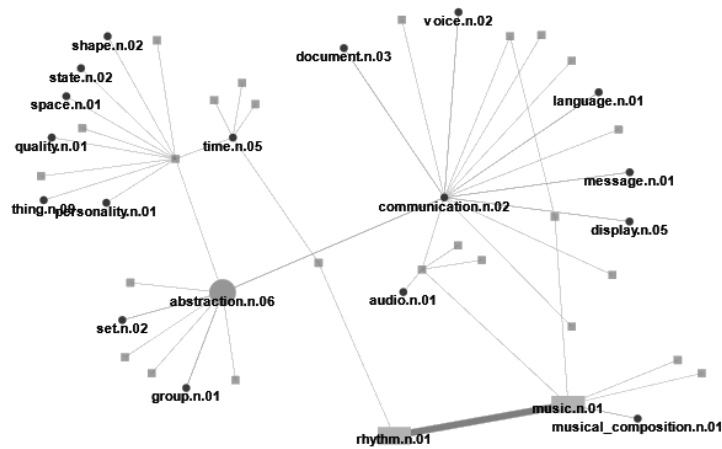 voice.n.02
shape.n.02
document.n.03
state.n.02
space.n.01
language.n.01
quality.n.01
time.n.05
message.n.01
thing.n.09
personality.n.01
communication.n.02
display.n.05
abstraction.n.06
audio.n.01
set.n.02
group.n.01
music.n.01
musical_composition.n.01
rhythm.n.01